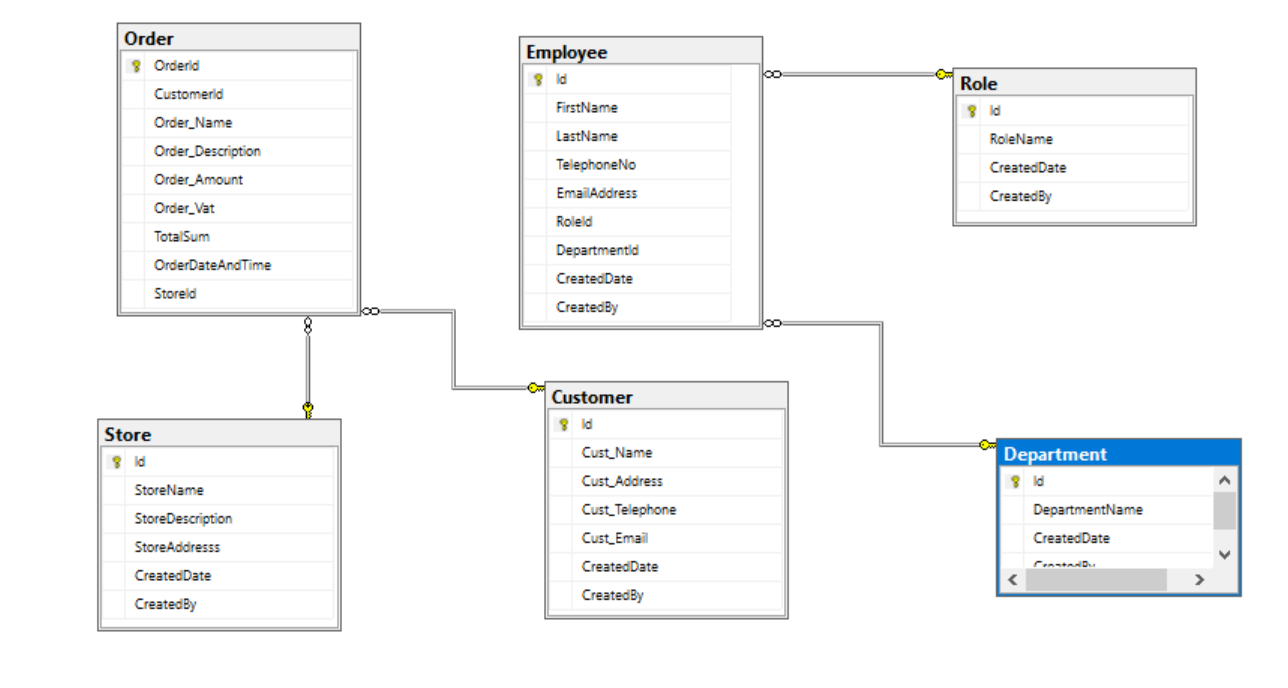 Order
OrderId
CustomerId
Order_Name
Order_Description
Order_Amount
Order_Vat
TotalSum
OrderDateAndTime
StoreId
Employee
Id
FirstName
LastName
TelephoneNo
EmailAddress
RoleId
DepartmentId
CreatedDate
CreatedBy
Role
Id
RoleName
CreatedDate
CreatedBy
Store
Id
StoreName
StoreDescription
StoreAddresss
CreatedDate
CreatedBy
Customer
Id
Cust_Name
Cust_Address
Cust_Telephone
Cust_Email
CreatedDate
CreatedBy
Department
Id
DepartmentName
CreatedDate
CreatedBy